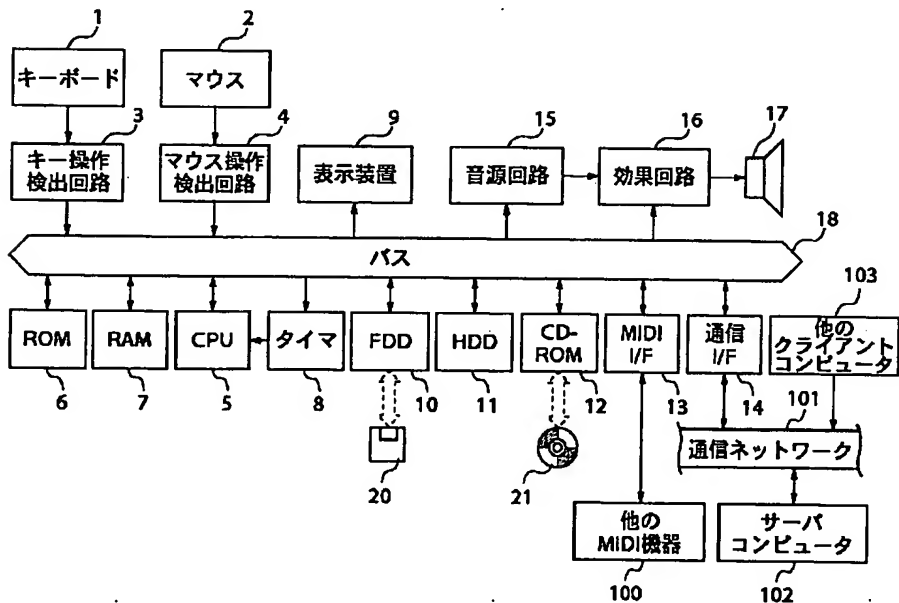 1
2
キーボード
マウス
3
4
9
15
16
17
キー操作
検出回路
マウス操作
検出回路
表示装置
音源回路
効果回路
18
バス
103
ROM
RAM
CPU
タイマ
FDD
HDD
CD-
ROM
MIDI
I/F
通信
I/F
他の
クライアント
コンピュータ
6
7
5
8
10
11
12
13
14
101
通信ネットワーク
20
21
他の
MIDI機器
サーバ
コンピュータ
100
102